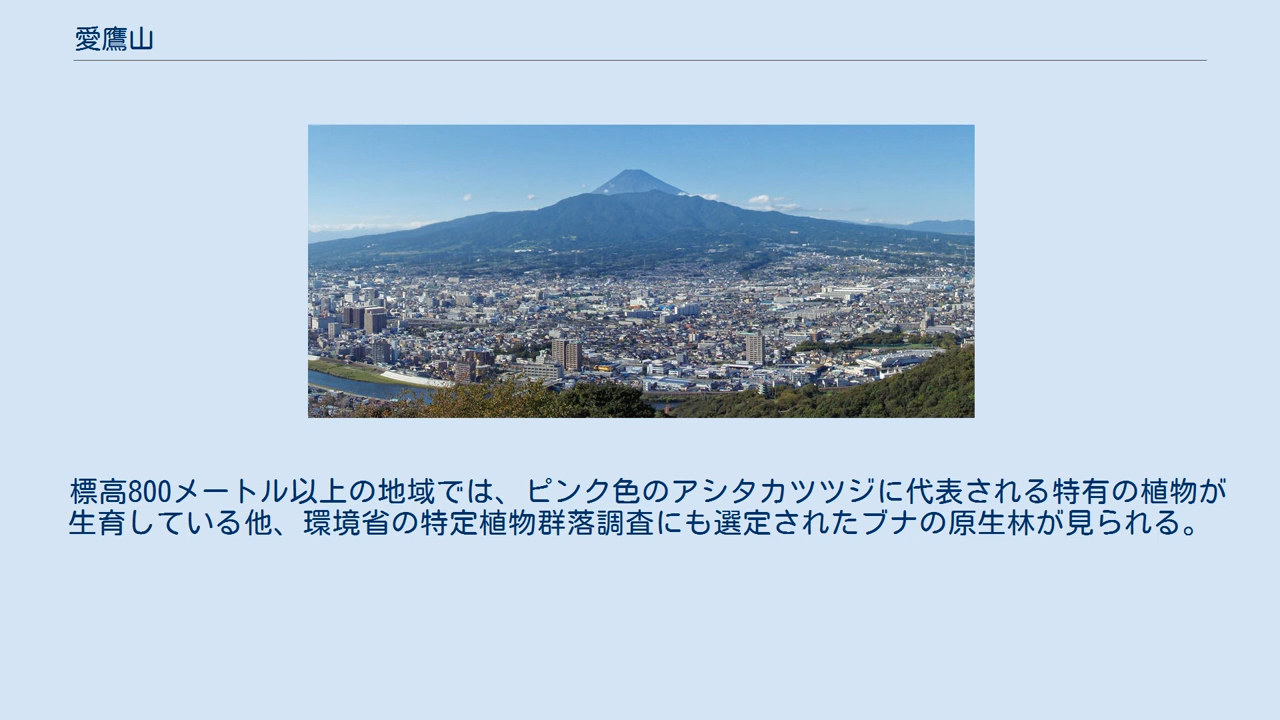 愛鷹山
標高800メートル以上の地域では、ピンク色のアシタカツツジに代表される特有の植物が
生育している他、環境省の特定植物群落調査にも選定されたブナの原生林が見られる。